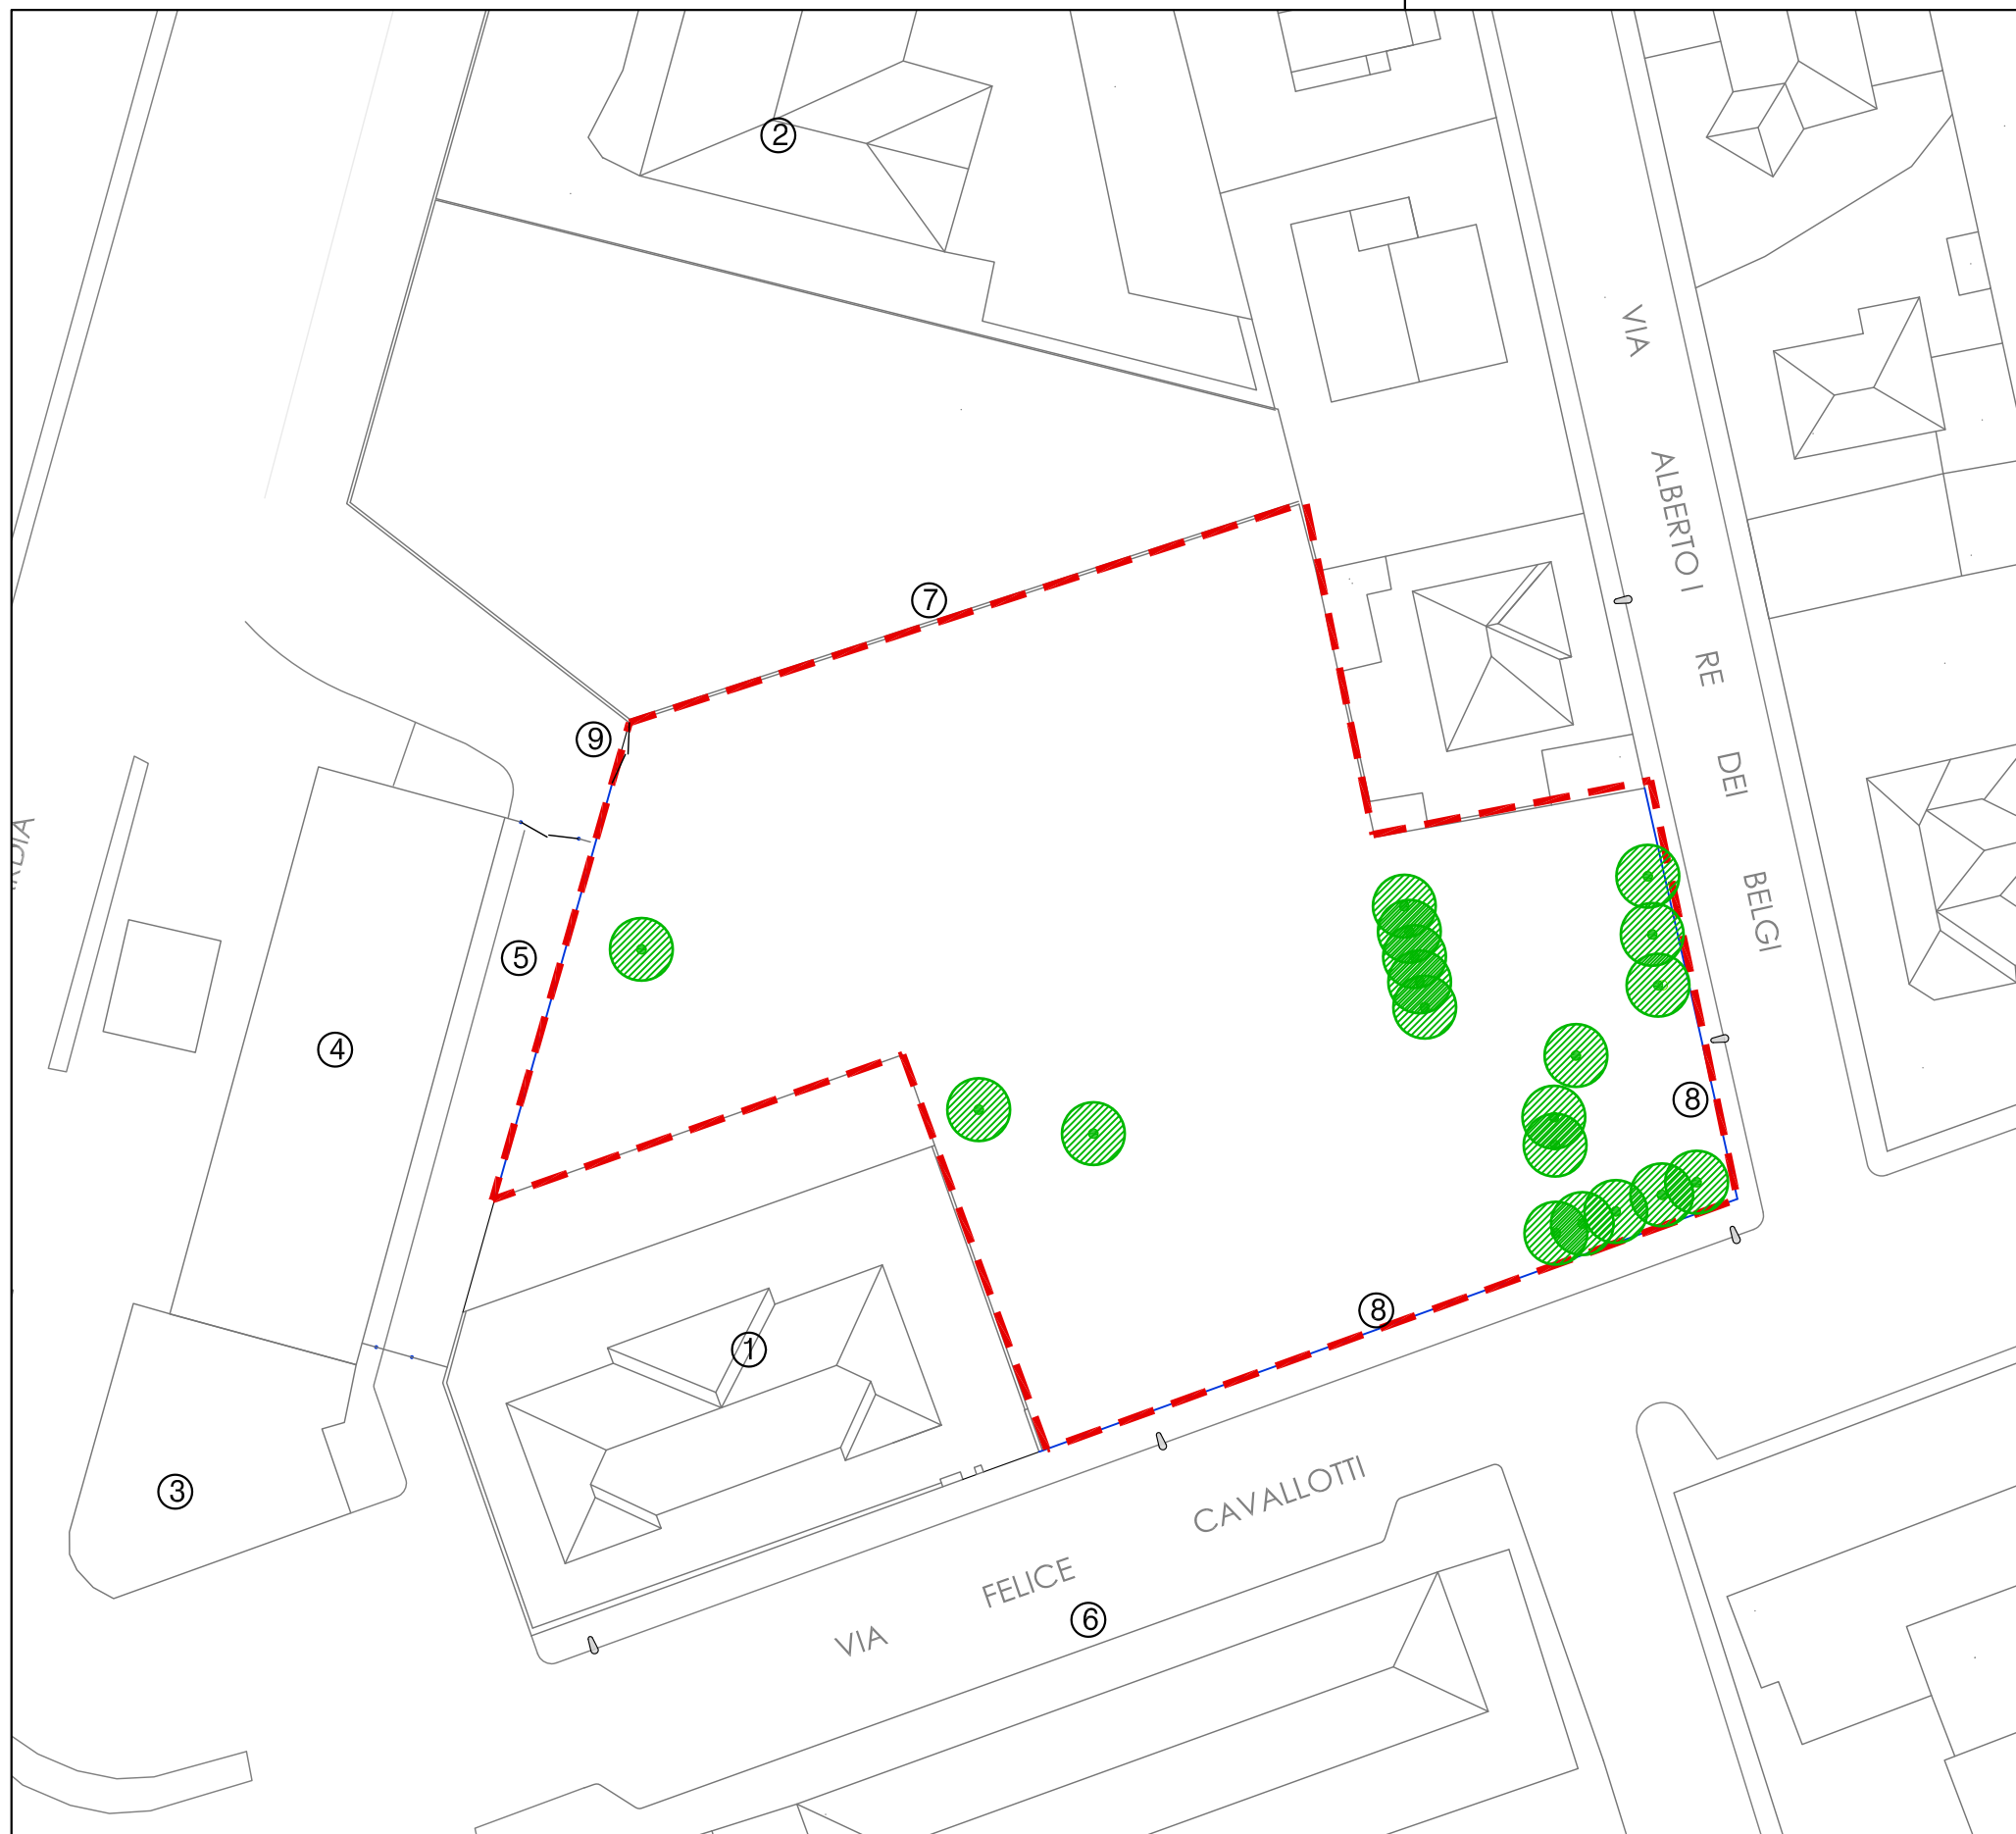 ②
VIA
ALBERTO I
RE
DEI
BELGI
⑦
⑨
⑤
④
⑧
⑧
①
③
VIA
FELICE
CAVALLOTTI
⑥